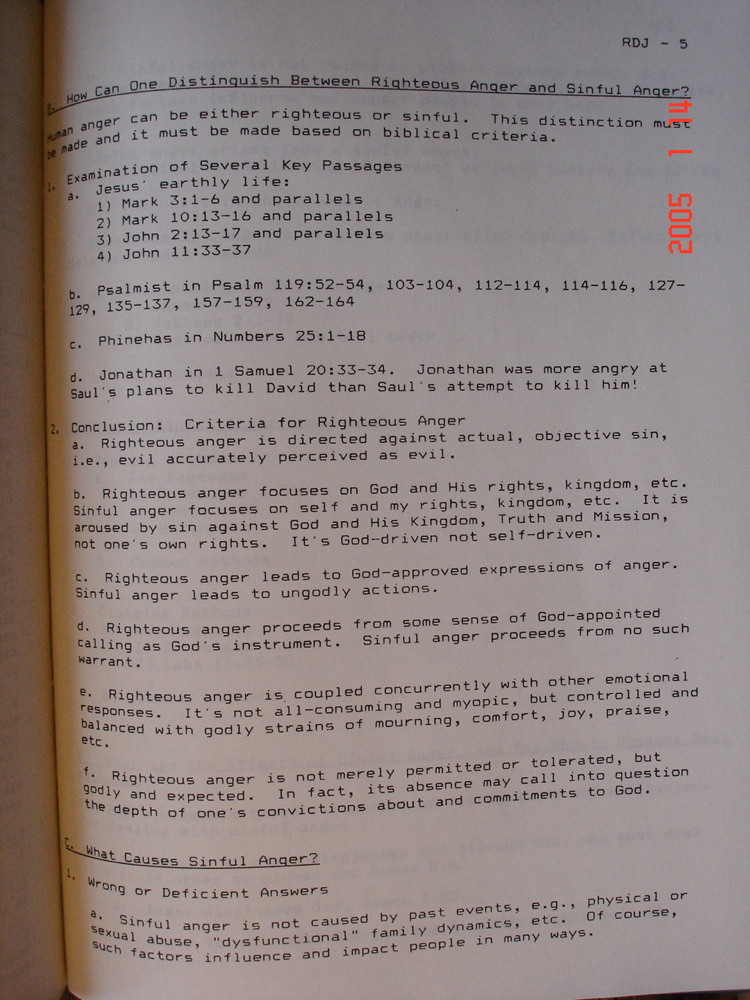 RDJ - 5
B. How Can One Distinguish Between Righteous Anger and Sinful Anger?
Human anger can be either righteous or sinful. This distinction must
be made and it must be made based on biblical criteria.
1. Examination of Several Key Passages
a. Jesus' earthly life:
1) Mark 3:1-6 and parallels
2) Mark 10:13-16 and parallels
3) John 2:13-17 and parallels
4) John 11:33-37
b. Psalmist in Psalm 119:52-54, 103-104, 112-114, 114-116, 127-
129, 135-137, 157-159, 162-164
c. Phinehas in Numbers 25:1-18
d. Jonathan in 1 Samuel 20:33-34. Jonathan was more angry at
Saul's plans to kill David than Saul's attempt to kill him!
2. Conclusion: Criteria for Righteous Anger
a. Righteous anger is directed against actual, objective sin,
i.e., evil accurately perceived as evil.
b. Righteous anger focuses on God and His rights, kingdom, etc.
Sinful anger focuses on self and my rights, kingdom, etc. It is
aroused by sin against God and His Kingdom, Truth and Mission,
not one's own rights. It's God-driven not self-driven.
c. Righteous anger leads to God-approved expressions of anger.
Sinful anger leads to ungodly actions.
d. Righteous anger proceeds from some sense of God-appointed
calling as God's instrument. Sinful anger proceeds from no such
warrant.
e. Righteous anger is coupled concurrently with other emotional
responses. It's not all-consuming and myopic, but controlled and
balanced with godly strains of mourning, comfort, joy, praise,
etc.
f. Righteous anger is not merely permitted or tolerated, but
godly and expected. In fact, its absence may call into question
the depth of one's convictions about and commitments to God.
C. What Causes Sinful Anger?
1. Wrong or Deficient Answers
a. Sinful anger is not caused by past events, e.g., physical or
sexual abuse, "dysfunctional" family dynamics, etc. Of course,
such factors influence and impact people in many ways.
2005 1 14